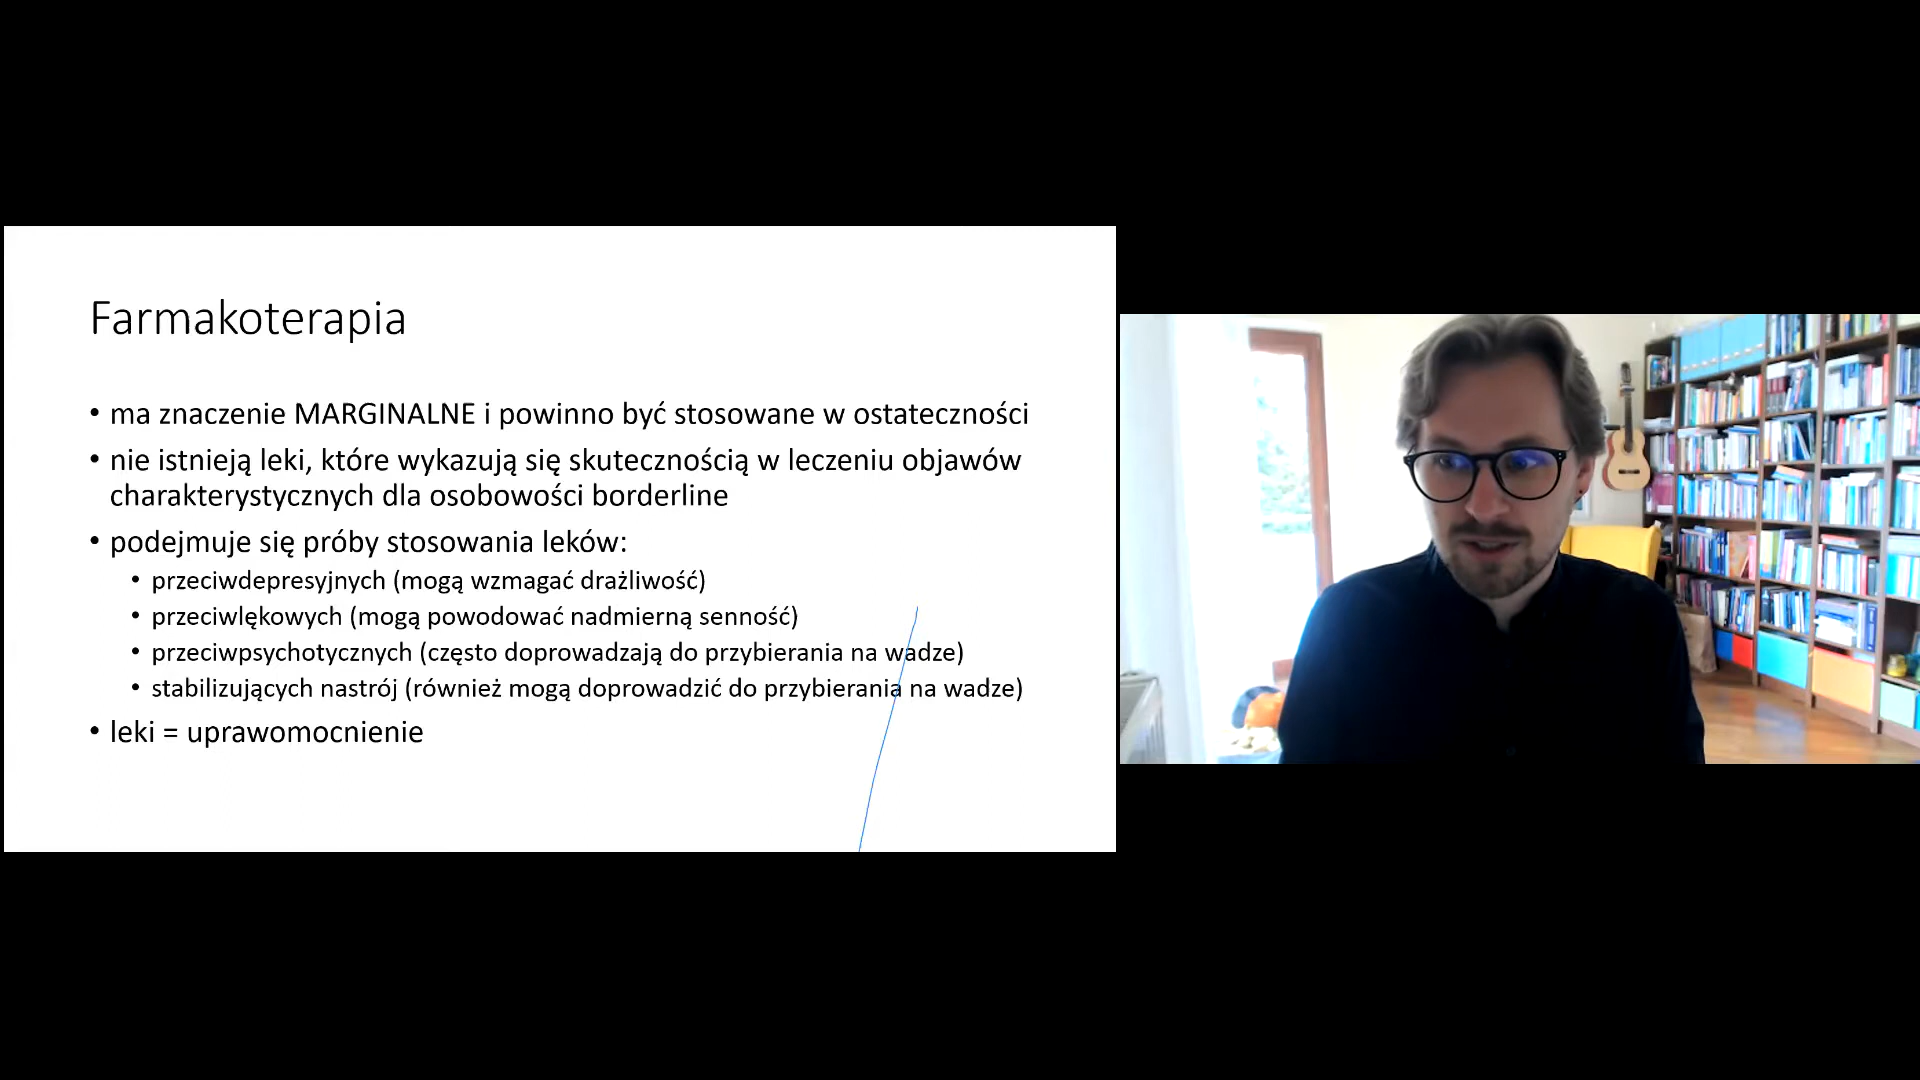 Farmakoterapia
• ma znaczenie MARGINALNE i powinno być stosowane w ostateczności
• nie istnieją leki, które wykazują się skutecznością w leczeniu objawów
charakterystycznych dla osobowości borderline
• podejmuje się próby stosowania leków:
• przeciwdepresyjnych (mogą wzmagać drażliwość)
• przeciwlękowych (mogą powodować nadmierną senność)
• przeciwpsychotycznych (często doprowadzają do przybierania na wadze)
• stabilizujących nastrój (również mogą doprowadzić do przybierania na wadze)
• leki = uprawomocnienie